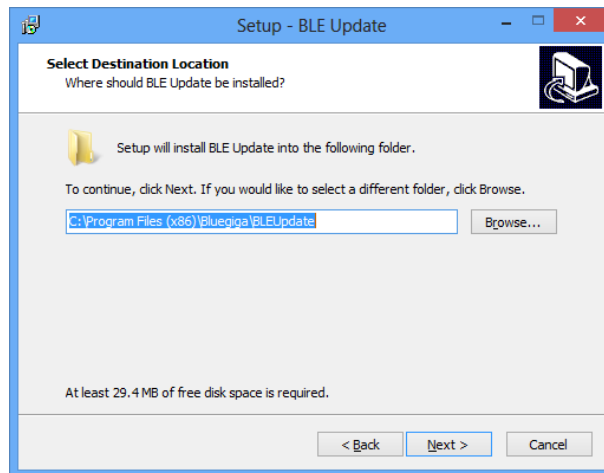 Setup - BLE Update
Select Destination Location
Where should BLE Update be installed?
Setup will install BLE Update into the following folder.
To continue, click Next. If you would like to select a different folder, click Browse.
C:\Program Files (x86)\Bluegiga\BLEUpdate
Browse...
At least 29.4 MB of free disk space is required.
< Back
Next >
Cancel